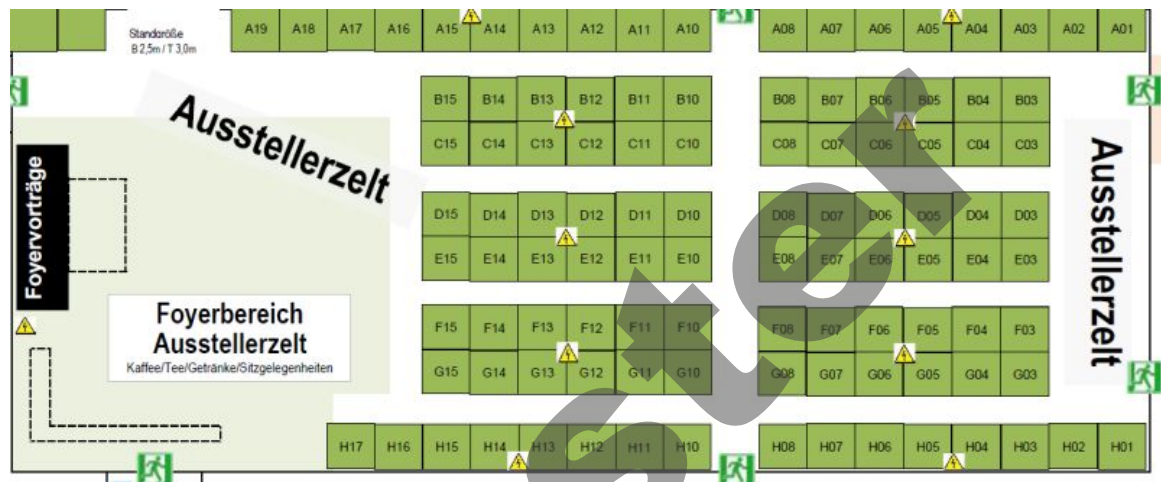 Standgröße
B 2,5m / T 3,0m
A19 A18 A17 A16 A15 A14 A13 A12 A11 A10 A08 A07 A06 A05 A04 A03 A02 A01
Ausstellerzelt
B15 B14 B13 B12 B11 B10 B08 B07 B06 B05 B04 B03
C15 C14 C13 C12 C11 C10 C08 C07 C06 C05 C04 C03
Ausstellerzelt
Foyervorträge
D15 D14 D13 D12 D11 D10 D08 D07 D06 D05 D04 D03
E15 E14 E13 E12 E11 E10 E08 E07 E06 E05 E04 E03
Foyerbereich
Ausstellerzelt
Kaffee/Tee/Getränke/Sitzgelegenheiten
F15 F14 F13 F12 F11 F10 F08 F07 F06 F05 F04 F03
G15 G14 G13 G12 G11 G10 G08 G07 G06 G05 G04 G03
H17 H16 H15 H14 H13 H12 H11 H10 H08 H07 H06 H05 H04 H03 H02 H01
ster